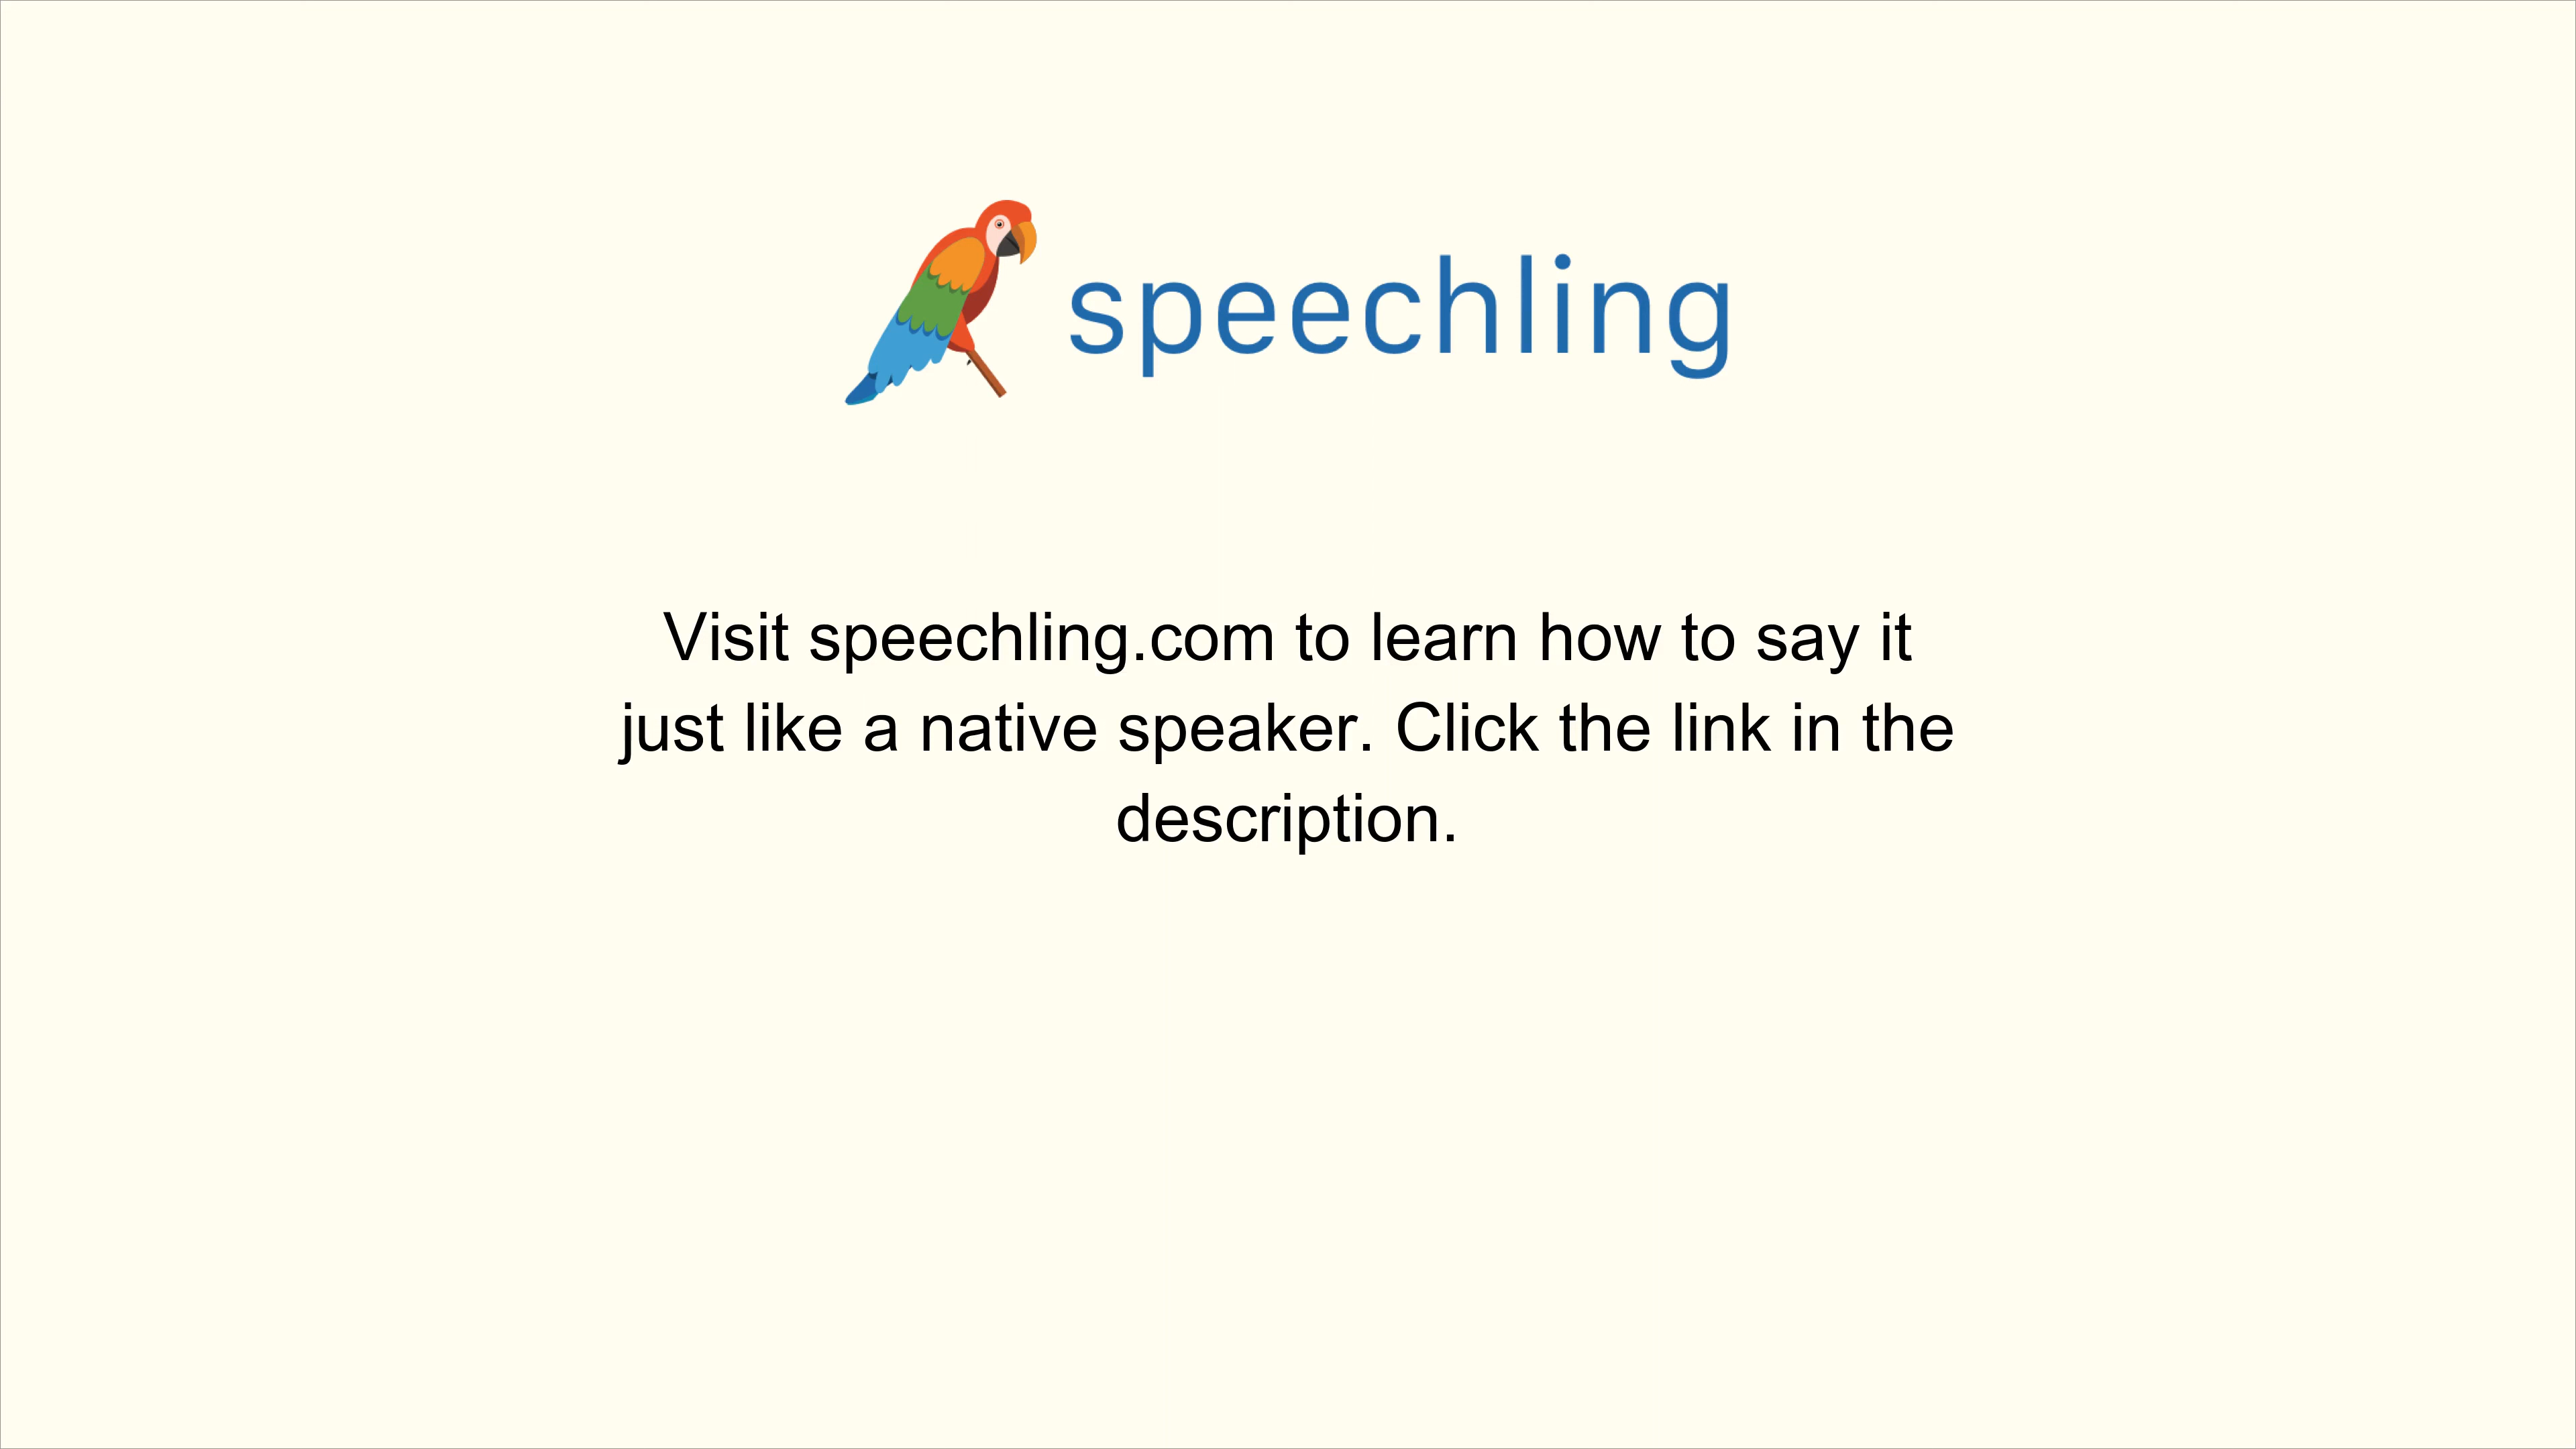 speechling
Visit speechling.com to learn how to say it
just like a native speaker. Click the link in the
description.